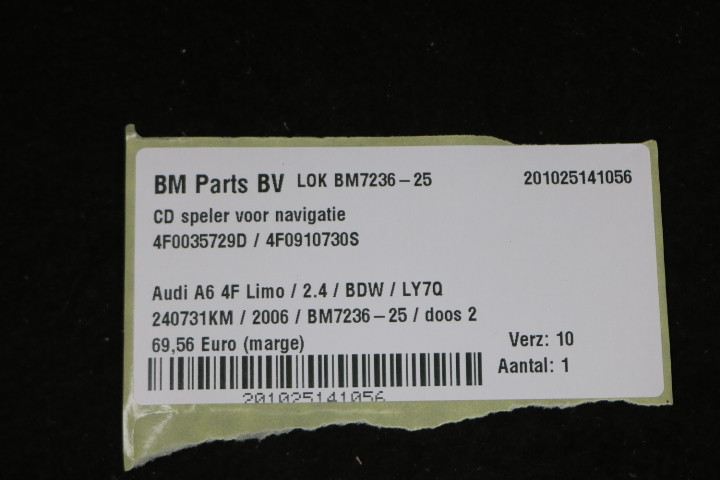 BM Parts BV LOK BM7236-25 201025141056
CD speler voor navigatie
4F0035729D / 4F0910730S
Audi A6 4F Limo / 2.4 / BDW / LY7Q
240731KM / 2006 / BM7236-25 / doos 2
69,56 Euro (marge) Verz: 10
Aantal: 1
201025141056